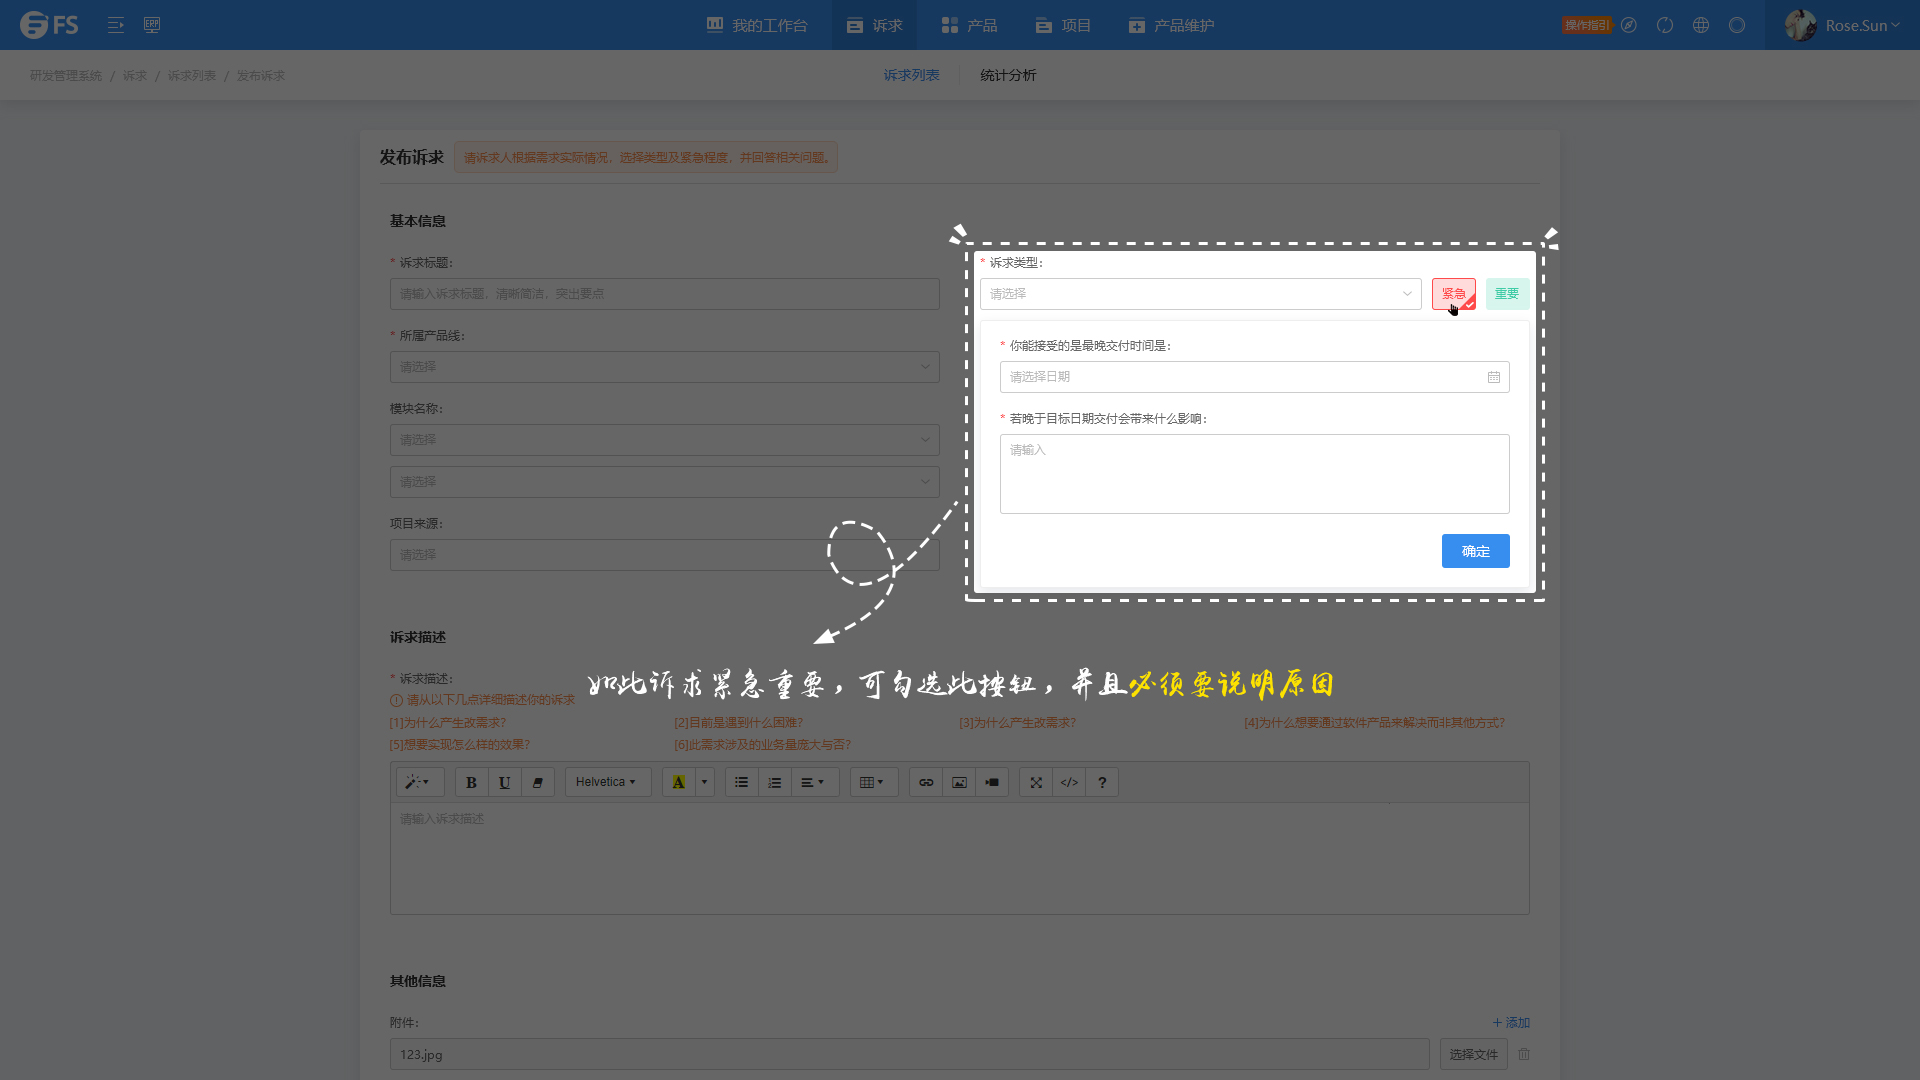 FS
ERP
我的工作台
诉求
产品
项目
产品维护
操作指引
Rose.Sun
研发管理系统 / 诉求 / 诉求列表 / 发布诉求
诉求列表
统计分析
发布诉求
请诉求人根据需求实际情况，选择类型及紧急程度，并回答相关问题。
基本信息
* 诉求标题:
请输入诉求标题，清晰简洁，突出要点
* 所属产品线:
请选择
模块名称:
请选择
请选择
项目来源:
请选择
* 诉求类型:
请选择
紧急
重要
* 你能接受的是最晚交付时间是:
请选择日期
* 若晚于目标日期交付会带来什么影响:
请输入
确定
如此诉求紧急重要，可勾选此按钮，并且必须要说明原因
诉求描述
* 诉求描述:
请从以下几点详细描述你的诉求
[1]为什么产生改需求?
[2]目前是遇到什么困难?
[3]为什么产生改需求?
[4]为什么想要通过软件产品来解决而非其他方式?
[5]想要实现怎么样的效果?
[6]此需求涉及的业务量庞大与否?
B U Helvetica A </> ?
请输入诉求描述
其他信息
附件:
+ 添加
123.jpg
选择文件